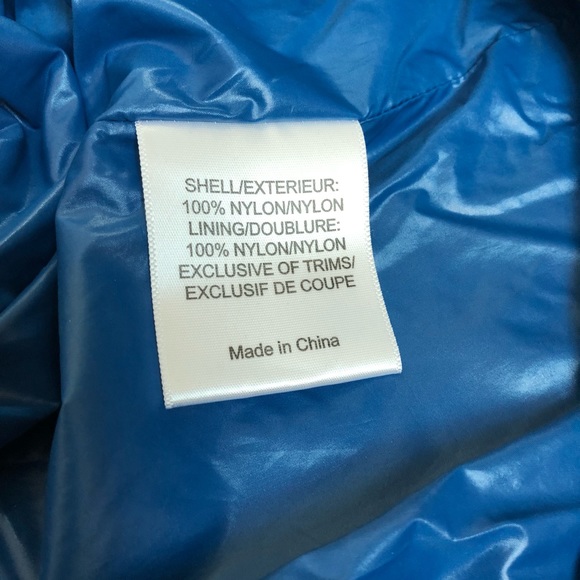 SHELL/EXTERIEUR:
100% NYLON/NYLON
LINING/DOUBLURE:
100% NYLON/NYLON
EXCLUSIVE OF TRIMS/
EXCLUSIF DE COUPE
Made in China